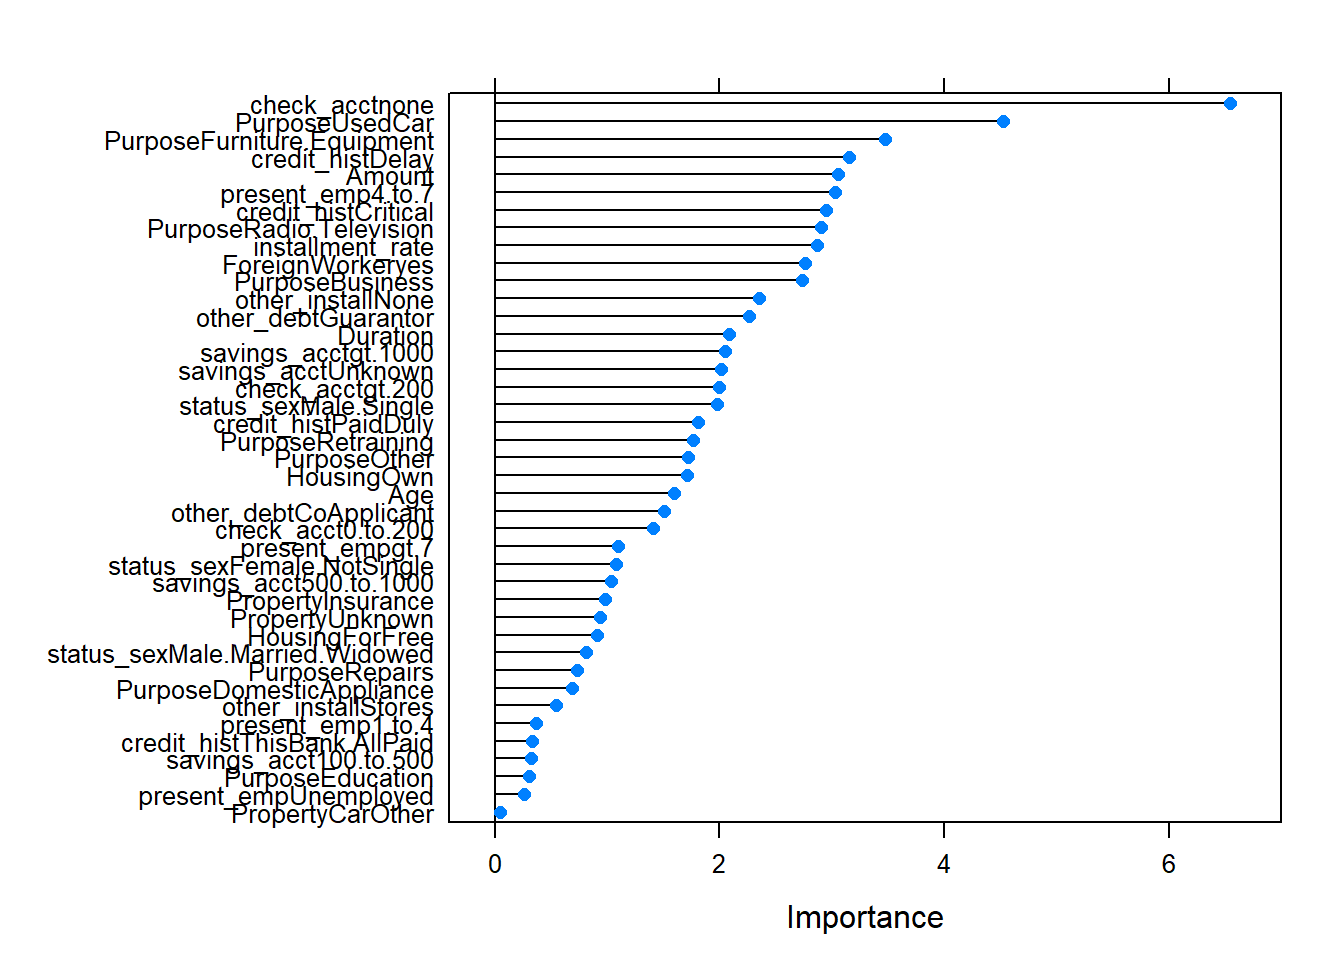 check_acctnone
PurposeUsedCar
PurposeFurniture.Equipment
credit_histDelay
Amount
present_emp4.to.7
credit_histCritical
PurposeRadio.Television
installment_rate
ForeignWorkeryes
PurposeBusiness
other_installNone
other_debtGuarantor
Duration
savings_acctgt.1000
savings_acctUnknown
check_acctgt.200
status_sexMale.Single
credit_histPaidDuly
PurposeRetraining
PurposeOther
HousingOwn
Age
other_debtCoApplicant
check_acct0.to.200
present_empgt.7
status_sexFemale.NotSingle
savings_acct500.to.1000
PropertyInsurance
PropertyUnknown
HousingForFree
status_sexMale.Married.Widowed
PurposeRepairs
PurposeDomesticAppliance
other_installStores
present_emp1.to.4
credit_histThisBank.AllPaid
savings_acct100.to.500
PurposeEducation
present_empUnemployed
PropertyCarOther
0 2 4 6
Importance